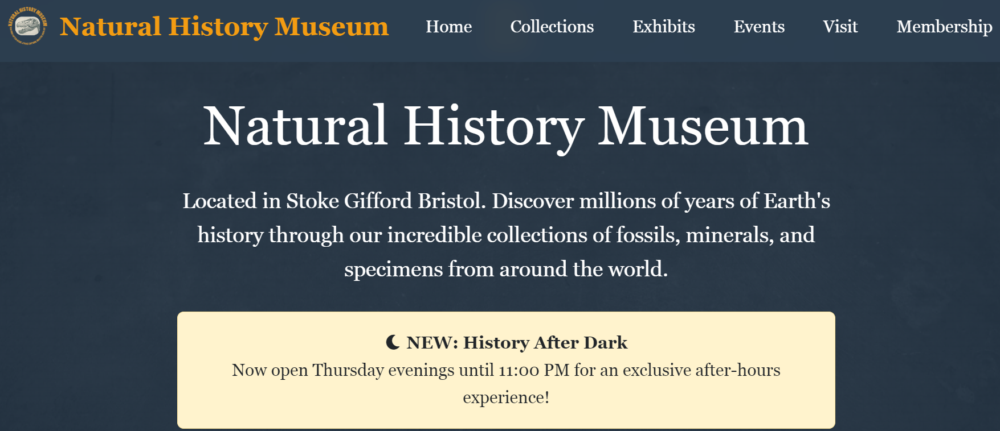 NATURAL HISTORY MUSEUM
Natural History Museum
Home
Collections
Exhibits
Events
Visit
Membership
Natural History Museum
Located in Stoke Gifford Bristol. Discover millions of years of Earth's
history through our incredible collections of fossils, minerals, and
specimens from around the world.
NEW: History After Dark
Now open Thursday evenings until 11:00 PM for an exclusive after-hours
experience!